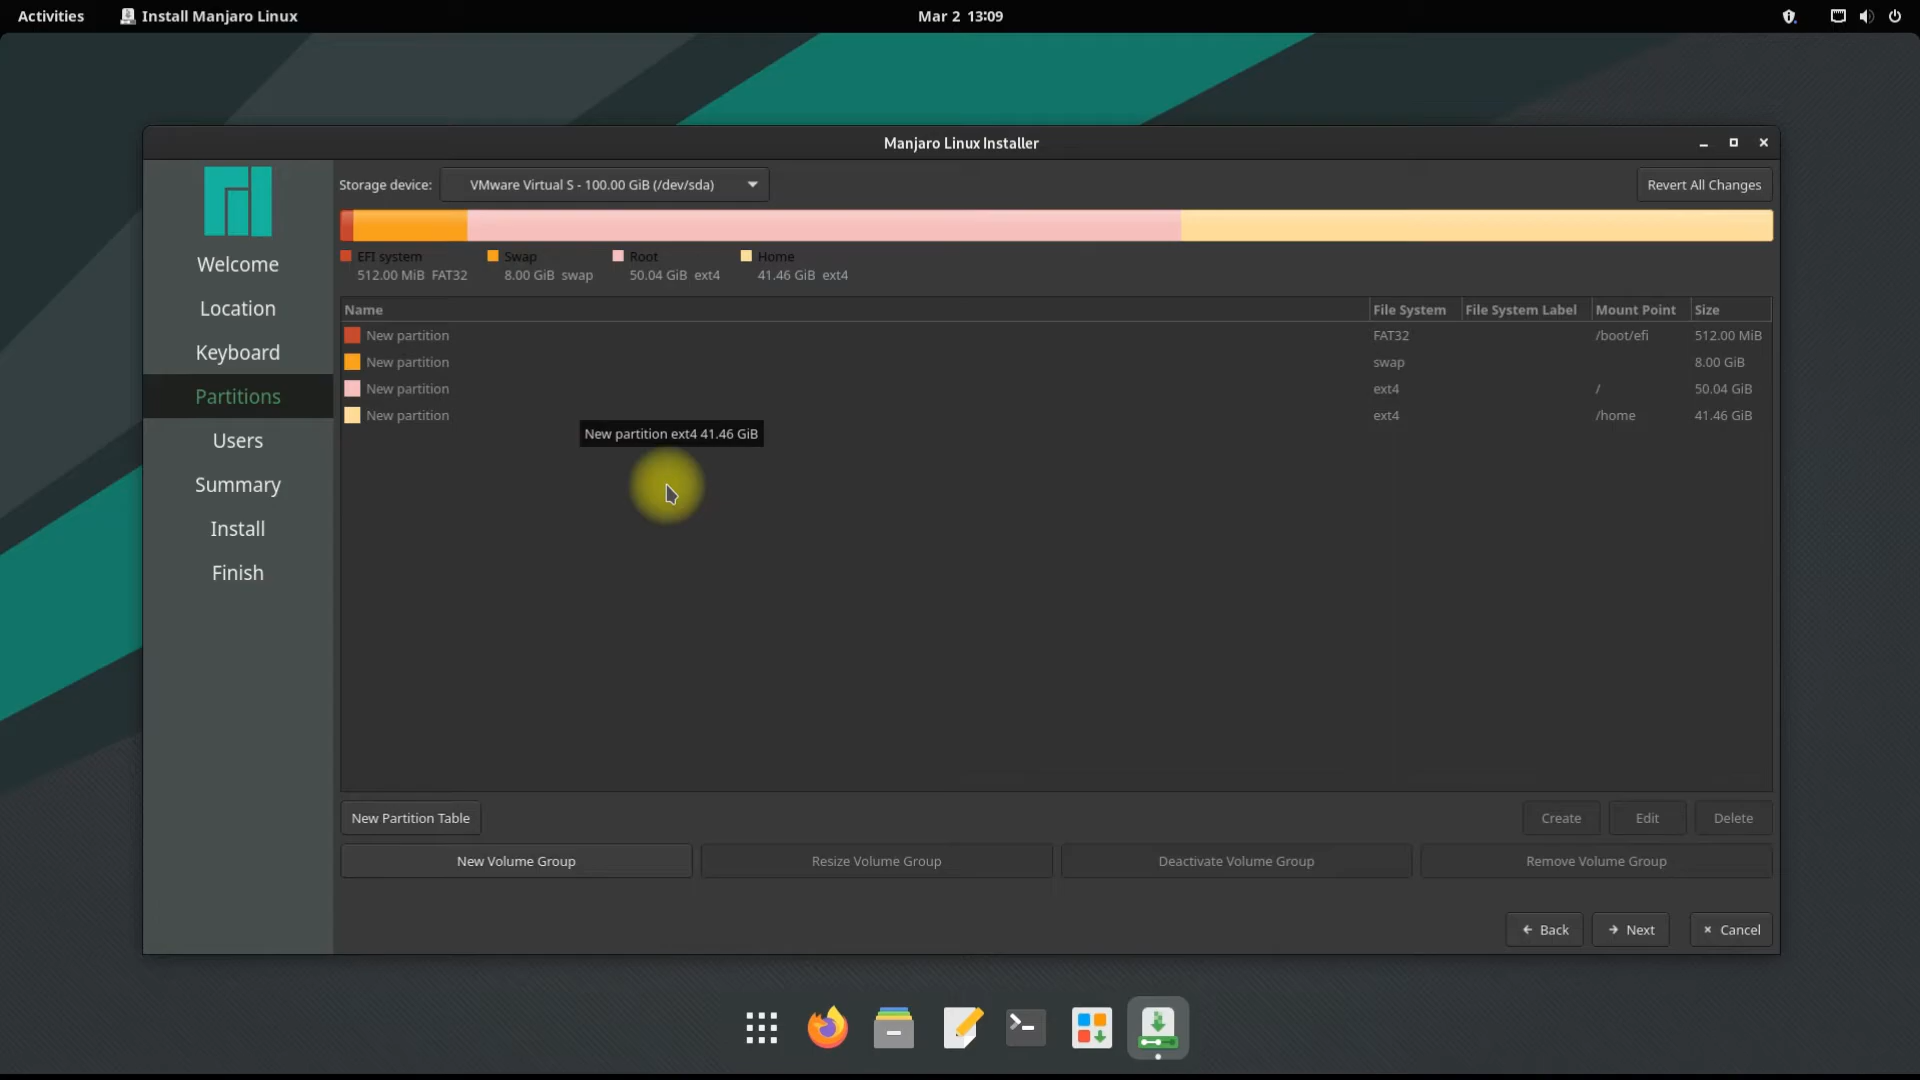 Activities Install Manjaro Linux Mar 2 13:09
Manjaro Linux Installer
Storage device: VMware Virtual S - 100.00 GiB (/dev/sda) Revert All Changes
EFI system Swap Root Home
512.00 MiB FAT32 8.00 GiB swap 50.04 GiB ext4 41.46 GiB ext4
Welcome
Location
Keyboard
Partitions
Users
Summary
Install
Finish
Name File System File System Label Mount Point Size
New partition FAT32 /boot/efi 512.00 MiB
New partition swap 8.00 GiB
New partition ext4 / 50.04 GiB
New partition ext4 /home 41.46 GiB
New partition ext4 41.46 GiB
New Partition Table Create Edit Delete
New Volume Group Resize Volume Group Deactivate Volume Group Remove Volume Group
Back Next Cancel